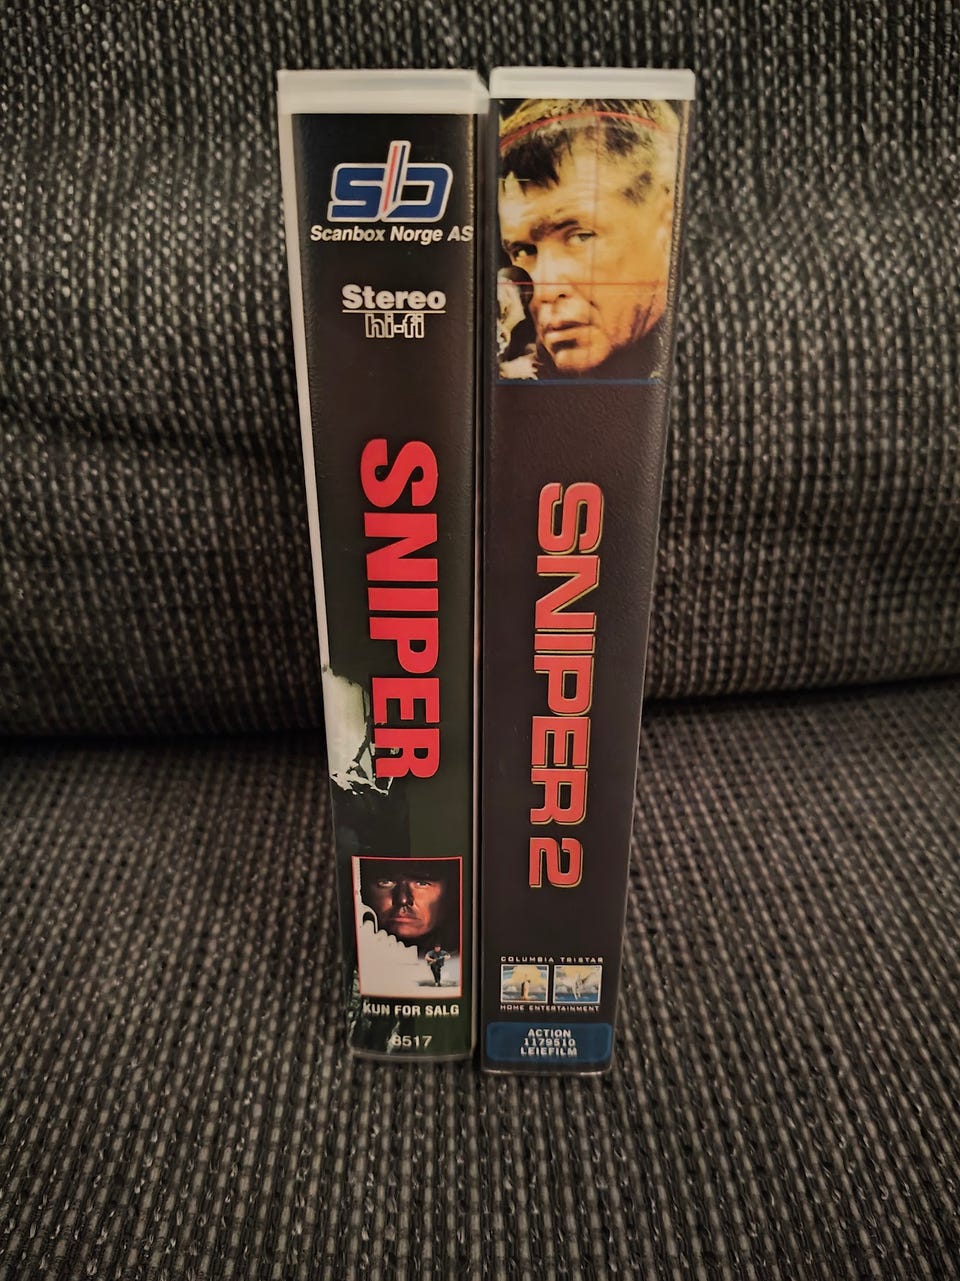 sb
Scanbox Norge AS
Stereo
hi-fi
SNIPER
KUN FOR SALG
8517
SNIPER 2
COLUMBIA TRISTAR
HOME ENTERTAINMENT
ACTION
1179510
LEIEFILM